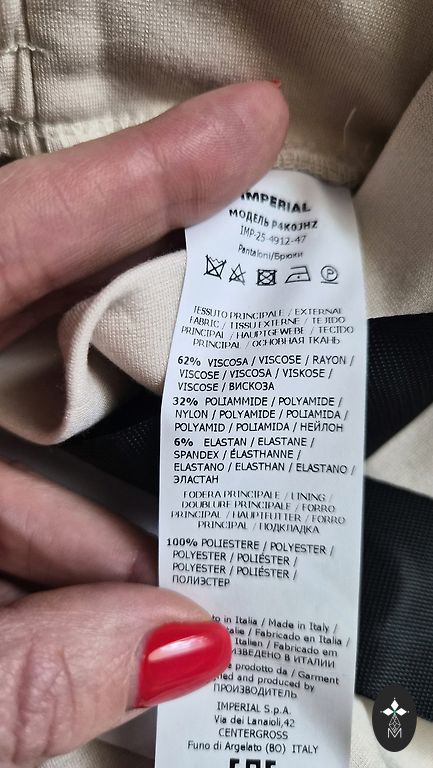 IMPERIAL
МОДЕЛЬ P4K0JHZ
IMP-25-4912-47
Pantaloni/Брюки
TESSUTO PRINCIPALE / EXTERNAL
FABRIC / TISSU EXTERNE / TEJIDO
PRINCIPAL / HAUPTGEWEBE / TECIDO
PRINCIPAL / ОСНОВНАЯ ТКАНЬ
62% VISCOSA / VISCOSE / RAYON /
VISCOSE / VISCOSA / VISKOSE /
VISCOSE / ВИСКОЗА
32% POLIAMMIDE / POLYAMIDE /
NYLON / POLYAMIDE / POLIAMIDA /
POLYAMID / POLIAMIDA / НЕЙЛОН
6% ELASTAN / ELASTANE /
SPANDEX / ÉLASTHANNE /
ELASTANO / ELASTHAN / ELASTANO /
ЭЛАСТАН
FODERA PRINCIPALE / LINING /
DOUBLURE PRINCIPALE / FORRO
PRINCIPAL / HAUPTFUTTER / FORRO
PRINCIPAL / ПОДКЛАДКА
100% POLIESTERE / POLYESTER /
POLYESTER / POLIÉSTER /
POLYESTER / POLIÉSTER /
ПОЛИЭСТЕР
in Italia / Made in Italy /
/ Fabricado en Italia /
Italien / Fabricado em
В ИТАЛИИ
prodotto da / Garment
and produced by
ПРОИЗВОДИТЕЛЬ
IMPERIAL S.p.A.
Via dei Lanaioli,42
CENTERGROSS
Funo di Argelato (BO) ITALY
M